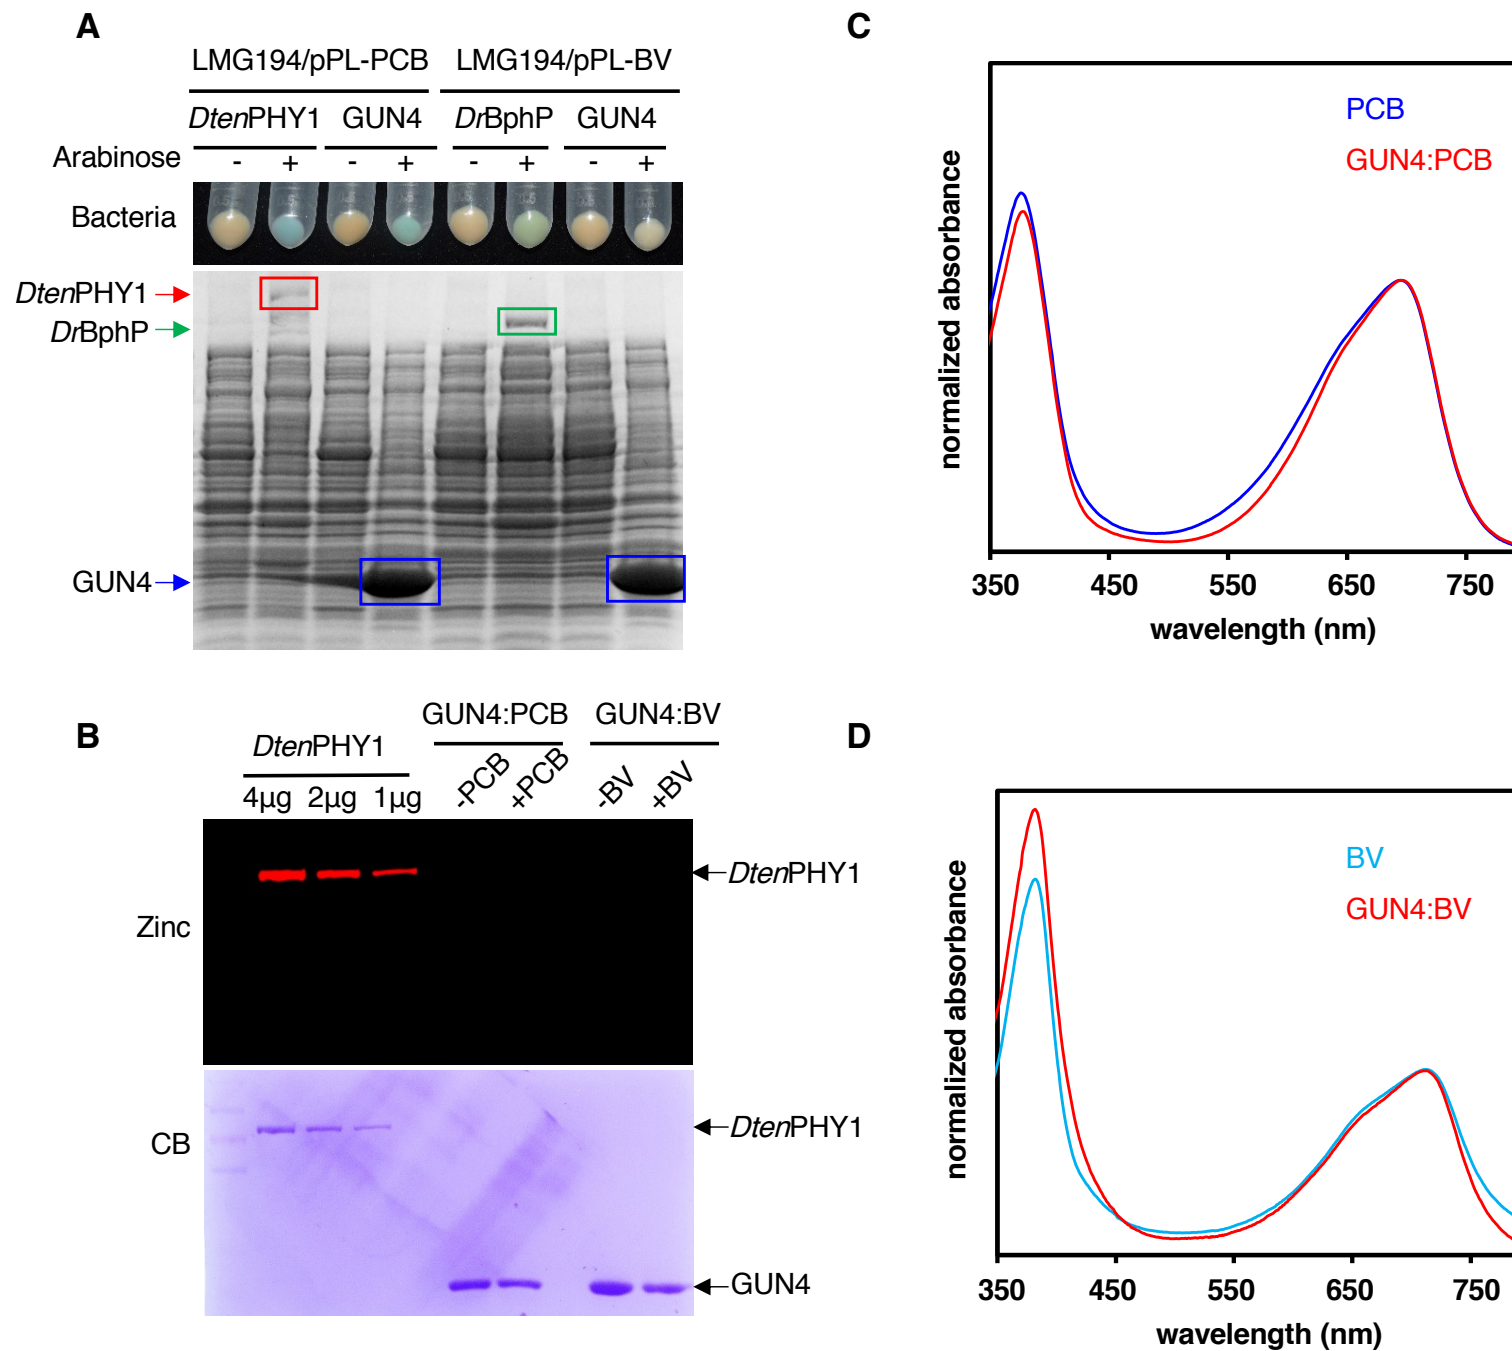 A
LMG194/pPL-PCB LMG194/pPL-BV
DtenPHY1 GUN4 DrBphP GUN4
Arabinose - + - + - + - +
Bacteria
DtenPHY1
DrBphP
GUN4
B
GUN4:PCB GUN4:BV
DtenPHY1
4µg 2µg 1µg -PCB +PCB -BV +BV
DtenPHY1
Zinc
DtenPHY1
CB
GUN4
C
PCB
GUN4:PCB
normalized absorbance
350 450 550 650 750
wavelength (nm)
D
BV
GUN4:BV
normalized absorbance
350 450 550 650 750
wavelength (nm)